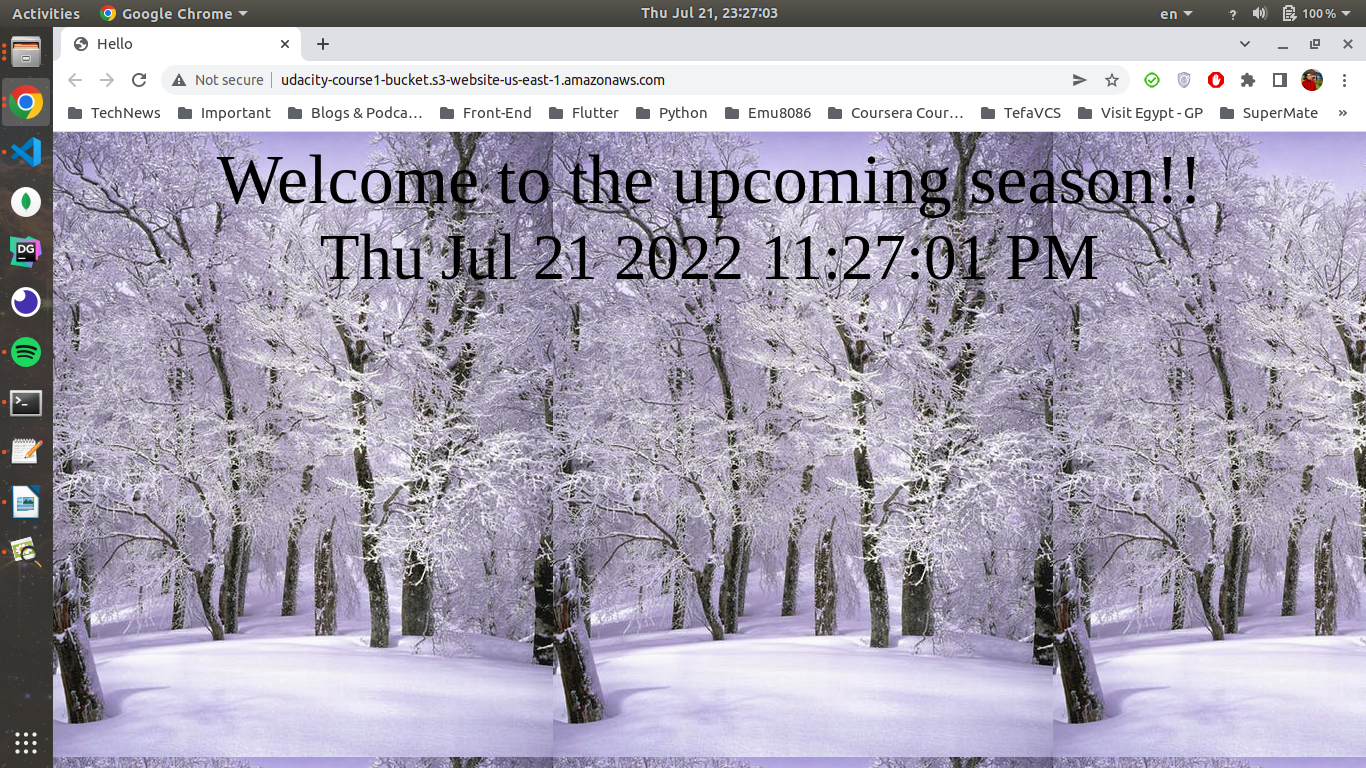 Activities Google Chrome Thu Jul 21, 23:27:03 en ? 100 %
Hello
Not secure udacity-course1-bucket.s3-website-us-east-1.amazonaws.com
TechNews Important Blogs & Podca… Front-End Flutter Python Emu8086 Coursera Cour… TefaVCS Visit Egypt - GP SuperMate »
Welcome to the upcoming season!!
Thu Jul 21 2022 11:27:01 PM
DG